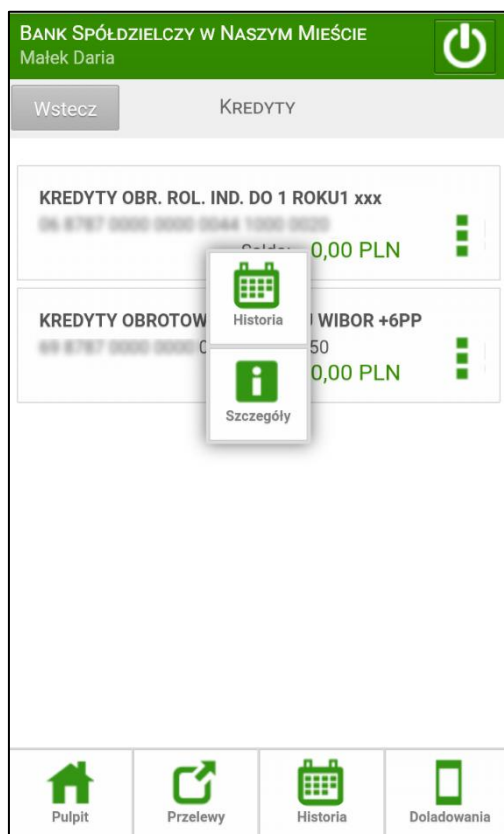 BANK SPÓŁDZIELCZY W NASZYM MIEŚCIE
Małek Daria
Wstecz
KREDYTY
KREDYTY OBR. ROL. IND. DO 1 ROKU1 xxx
0,00 PLN
Historia
KREDYTY OBROTOW
J WIBOR +6PP
50
0,00 PLN
Szczegóły
Pulpit
Przelewy
Historia
Doladowania